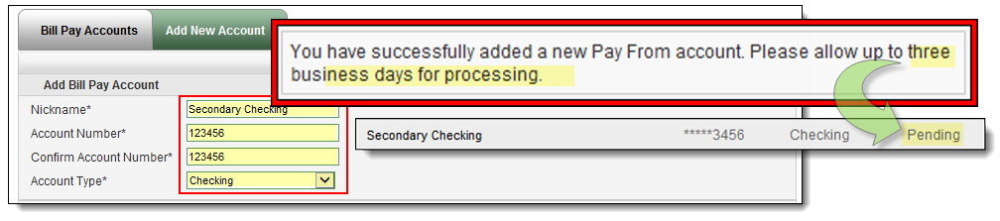 Bill Pay Accounts
Add New Account
You have successfully added a new Pay From account. Please allow up to three
business days for processing.
Add Bill Pay Account
Nickname* Secondary Checking
Account Number* 123456
Confirm Account Number* 123456
Account Type* Checking
Secondary Checking *****3456 Checking Pending